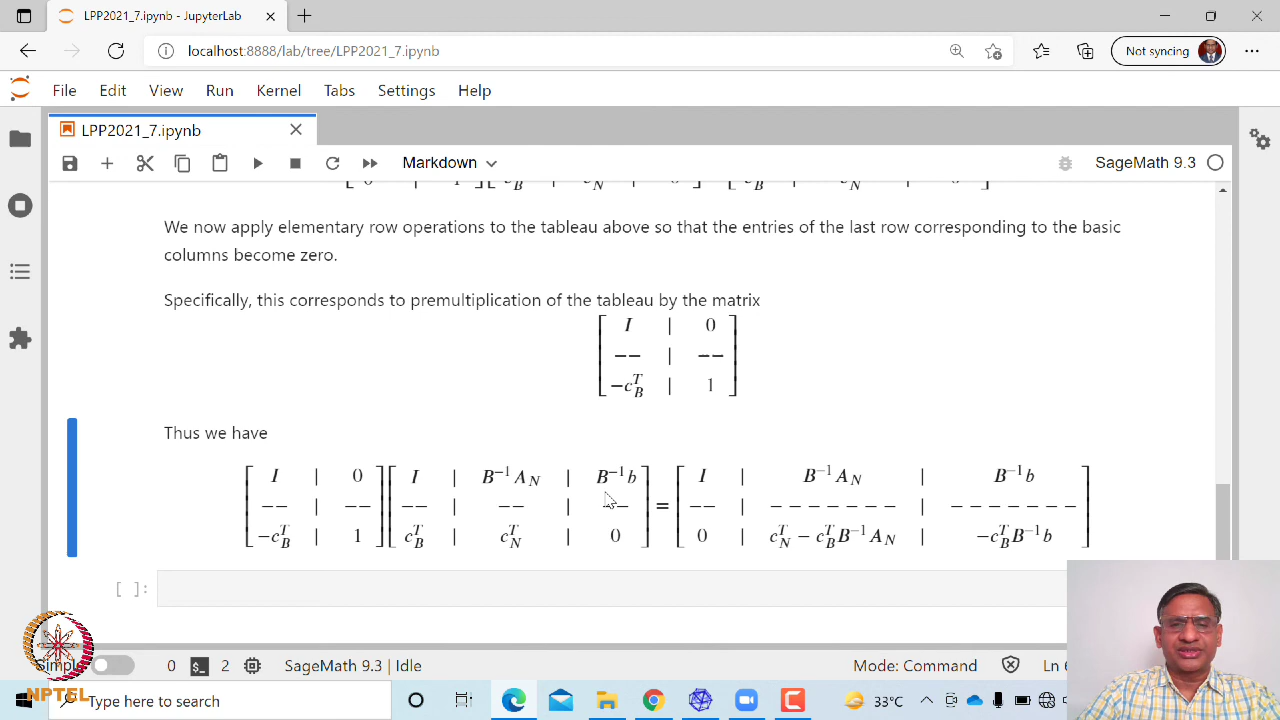 LPP2021_7.ipynb - JupyterLab
localhost:8888/lab/tree/LPP2021_7.ipynb
Not syncing
File Edit View Run Kernel Tabs Settings Help
LPP2021_7.ipynb
Markdown
SageMath 9.3
We now apply elementary row operations to the tableau above so that the entries of the last row corresponding to the basic
columns become zero.
Specifically, this corresponds to premultiplication of the tableau by the matrix
I | 0
−− | −−
−c_B^T | 1
Thus we have
[ I | 0 ] [ I | B^{−1}A_N | B^{−1}b ] [ I | B^{−1}A_N | B^{−1}b ]
[ −− | −− ] [ −− | −− | −− ] = [ −− | − − − − − − − | − − − − − − − ]
[ −c_B^T | 1 ] [ c_B^T | c_N^T | 0 ] [ 0 | c_N^T − c_B^T B^{−1}A_N | −c_B^T B^{−1}b ]
[ ]:
NPTEL
0 2 SageMath 9.3 | Idle
Mode: Command
Type here to search
33°C